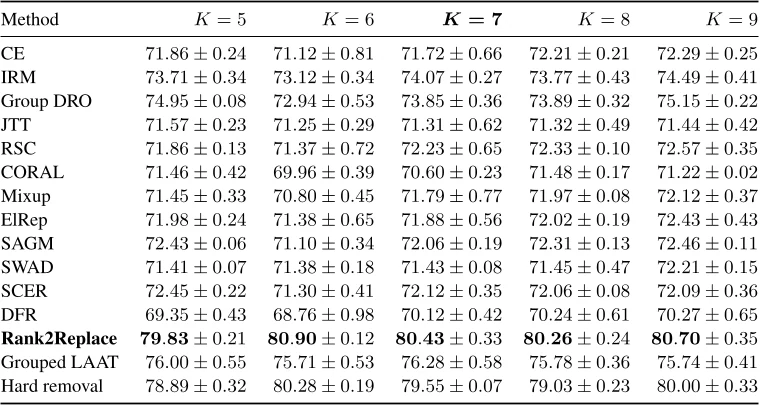 Method K = 5 K = 6 K = 7 K = 8 K = 9
CE 71.86 ± 0.24 71.12 ± 0.81 71.72 ± 0.66 72.21 ± 0.21 72.29 ± 0.25
IRM 73.71 ± 0.34 73.12 ± 0.34 74.07 ± 0.27 73.77 ± 0.43 74.49 ± 0.41
Group DRO 74.95 ± 0.08 72.94 ± 0.53 73.85 ± 0.36 73.89 ± 0.32 75.15 ± 0.22
JTT 71.57 ± 0.23 71.25 ± 0.29 71.31 ± 0.62 71.32 ± 0.49 71.44 ± 0.42
RSC 71.86 ± 0.13 71.37 ± 0.72 72.23 ± 0.65 72.33 ± 0.10 72.57 ± 0.35
CORAL 71.46 ± 0.42 69.96 ± 0.39 70.60 ± 0.23 71.48 ± 0.17 71.22 ± 0.02
Mixup 71.45 ± 0.33 70.80 ± 0.45 71.79 ± 0.77 71.97 ± 0.08 72.12 ± 0.37
ElRep 71.98 ± 0.24 71.38 ± 0.65 71.88 ± 0.56 72.02 ± 0.19 72.43 ± 0.43
SAGM 72.43 ± 0.06 71.10 ± 0.34 72.06 ± 0.19 72.31 ± 0.13 72.46 ± 0.11
SWAD 71.41 ± 0.07 71.38 ± 0.18 71.43 ± 0.08 71.45 ± 0.47 72.21 ± 0.15
SCER 72.45 ± 0.22 71.30 ± 0.41 72.12 ± 0.35 72.06 ± 0.08 72.09 ± 0.36
DFR 69.35 ± 0.43 68.76 ± 0.98 70.12 ± 0.42 70.24 ± 0.61 70.27 ± 0.65
Rank2Replace 79.83 ± 0.21 80.90 ± 0.12 80.43 ± 0.33 80.26 ± 0.24 80.70 ± 0.35
Grouped LAAT 76.00 ± 0.55 75.71 ± 0.53 76.28 ± 0.58 75.78 ± 0.36 75.74 ± 0.41
Hard removal 78.89 ± 0.32 80.28 ± 0.19 79.55 ± 0.07 79.03 ± 0.23 80.00 ± 0.33